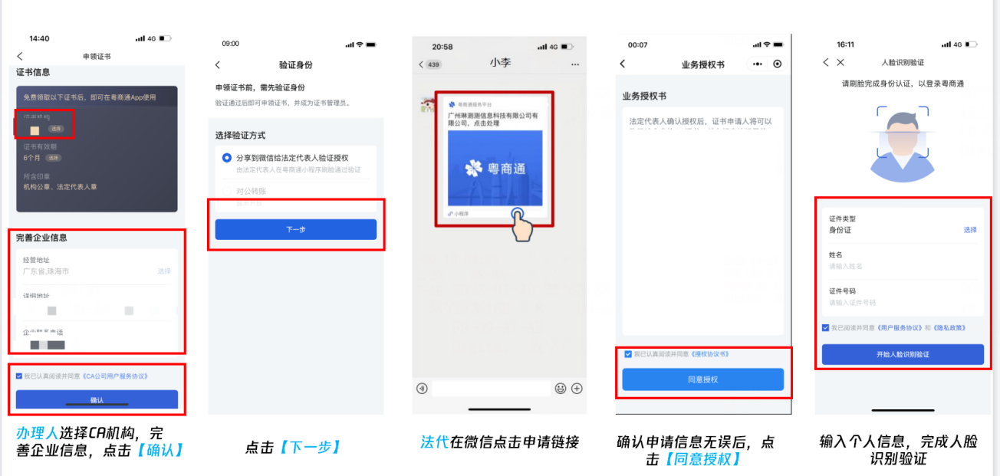 14:40
4G
申领证书
证书信息
免费领取以下证书后，即可在粤商通App使用
证书机构
选择
证书有效期
6个月 选择
所含印章
机构公章、法定代表人章
完善企业信息
经营地址
广东省,珠海市 选择
详细地址
企业联系电话
我已认真阅读并同意《CA公司用户服务协议》
确认
办理人选择CA机构，完
善企业信息，点击【确认】
09:00
验证身份
申领证书前，需先验证身份
验证通过后即可申领证书，并成为证书管理员。
选择验证方式
分享到微信给法定代表人验证授权
由法定代表人在粤商通小程序刷脸通过验证
对公转账
下一步
点击【下一步】
20:58
4G
439
小李
粤商通服务平台
广州琳测测信息科技有限公司有
限公司，点击处理
粤商通
小程序
法代在微信点击申请链接
00:07
业务授权书
业务授权书
法定代表人确认授权后，证书申请人将可以
我已认真阅读并同意《授权协议书》
同意授权
确认申请信息无误后，点
击【同意授权】
16:11
4G
人脸识别验证
请刷脸完成身份认证，以登录粤商通
证件类型
身份证 选择
姓名
请输入姓名
证件号码
请输入证件号码
我已阅读并同意《用户服务协议》和《隐私政策》
开始人脸识别验证
输入个人信息，完成人脸
识别验证